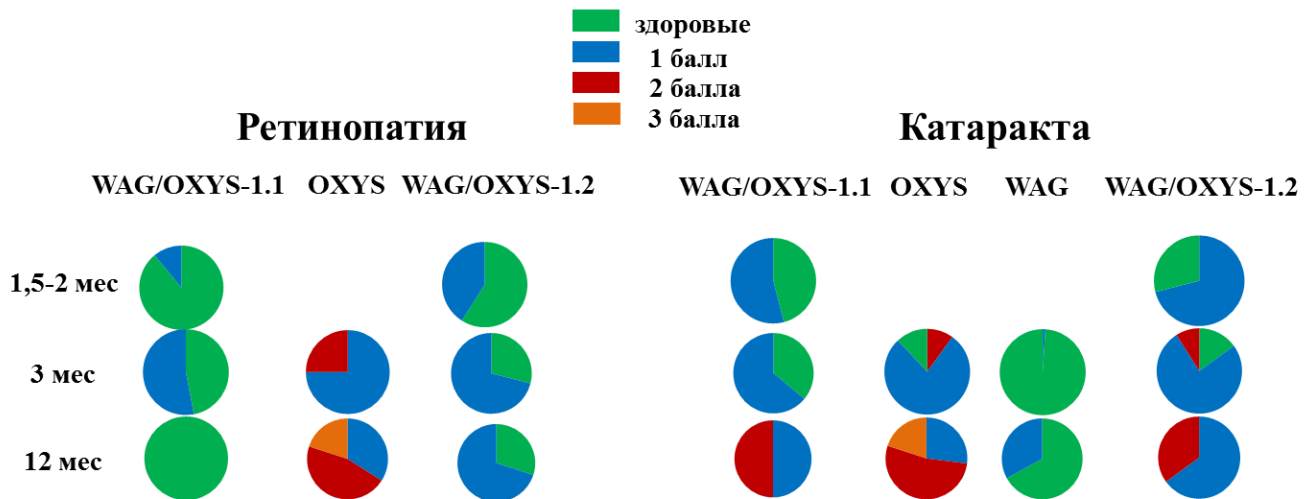 здоровые
1 балл
2 балла
3 балла
Ретинопатия
Катаракта
WAG/OXYS-1.1 OXYS WAG/OXYS-1.2
WAG/OXYS-1.1 OXYS WAG WAG/OXYS-1.2
1,5-2 мес
3 мес
12 мес